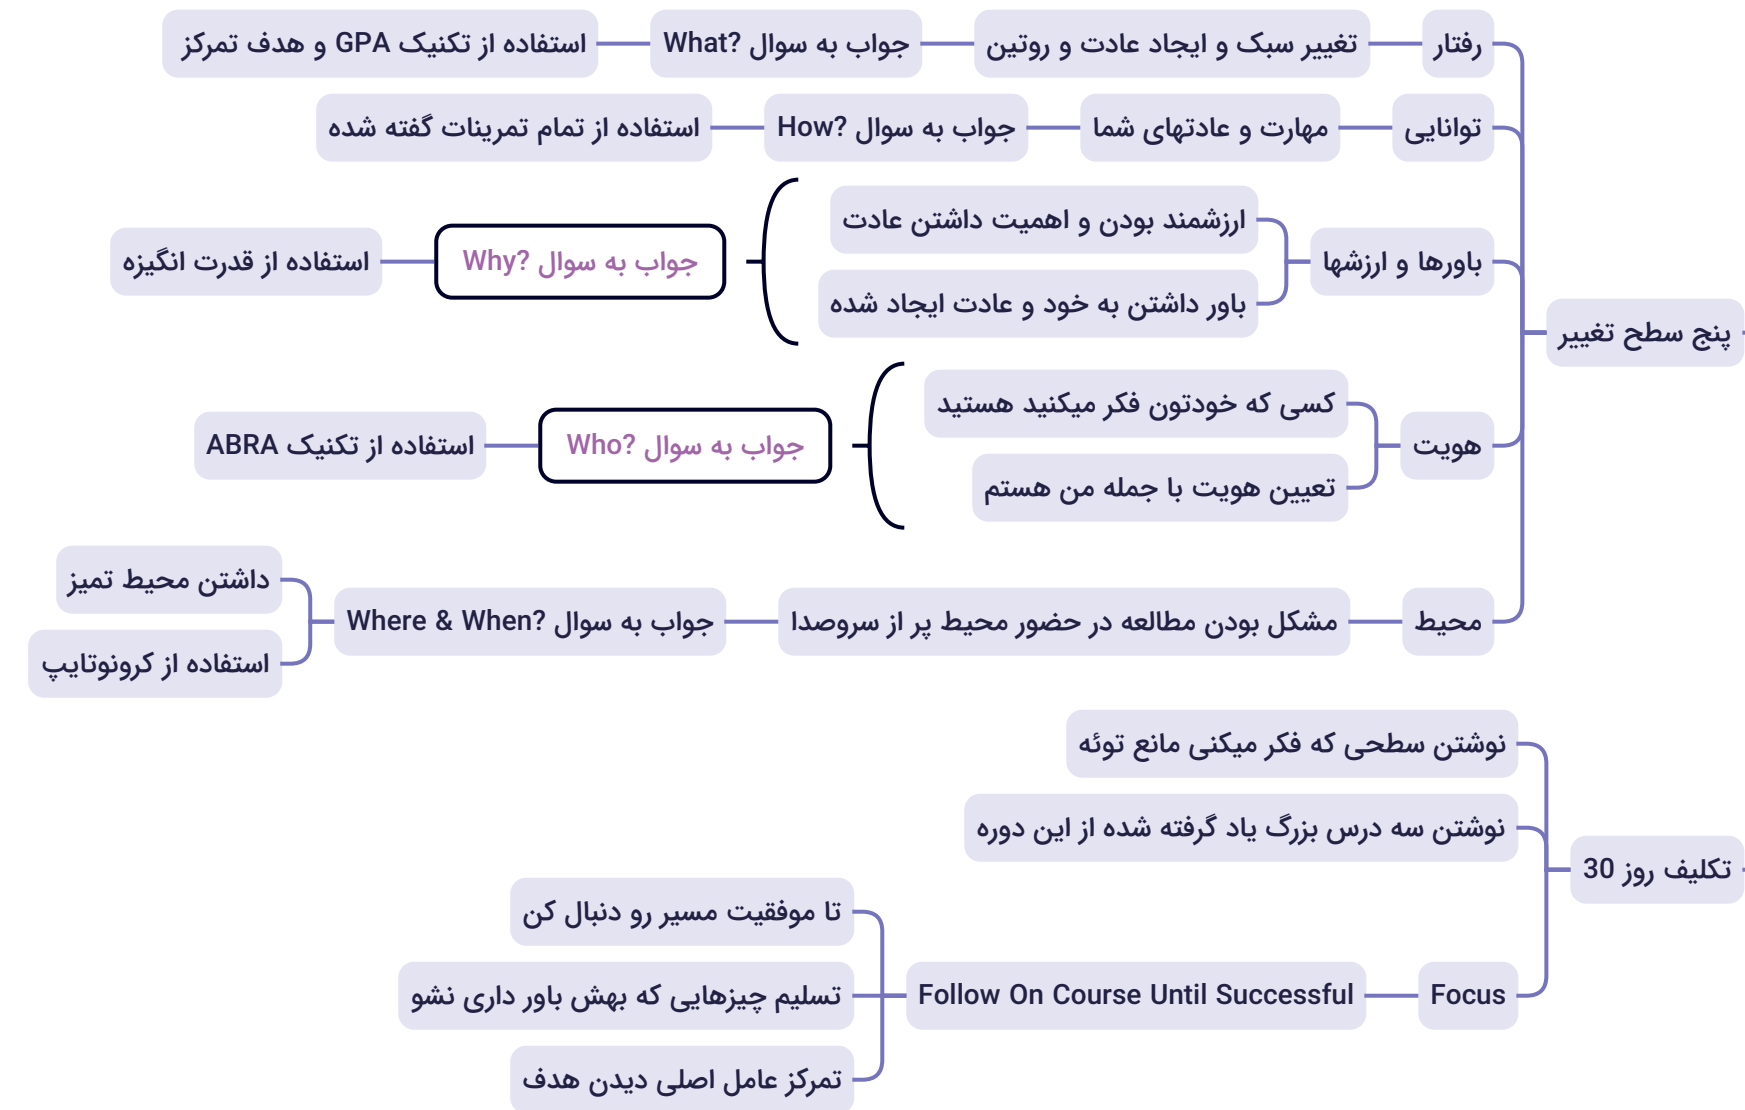 پنج سطح تغییر
رفتار
تغییر سبک و ایجاد عادت و روتین
جواب به سوال What?
استفاده از تکنیک GPA و هدف تمرکز
توانایی
مهارت و عادتهای شما
جواب به سوال How?
استفاده از تمام تمرینات گفته شده
باورها و ارزشها
ارزشمند بودن و اهمیت داشتن عادت
باور داشتن به خود و عادت ایجاد شده
جواب به سوال Why?
استفاده از قدرت انگیزه
هویت
کسی که خودتون فکر میکنید هستید
تعیین هویت با جمله من هستم
جواب به سوال Who?
استفاده از تکنیک ABRA
محیط
مشکل بودن مطالعه در حضور محیط پر از سروصدا
جواب به سوال Where & When?
داشتن محیط تمیز
استفاده از کرونوتایپ
تکلیف روز 30
نوشتن سطحی که فکر میکنی مانع توئه
نوشتن سه درس بزرگ یاد گرفته شده از این دوره
Focus
Follow On Course Until Successful
تا موفقیت مسیر رو دنبال کن
تسلیم چیزهایی که بهش باور داری نشو
تمرکز عامل اصلی دیدن هدف